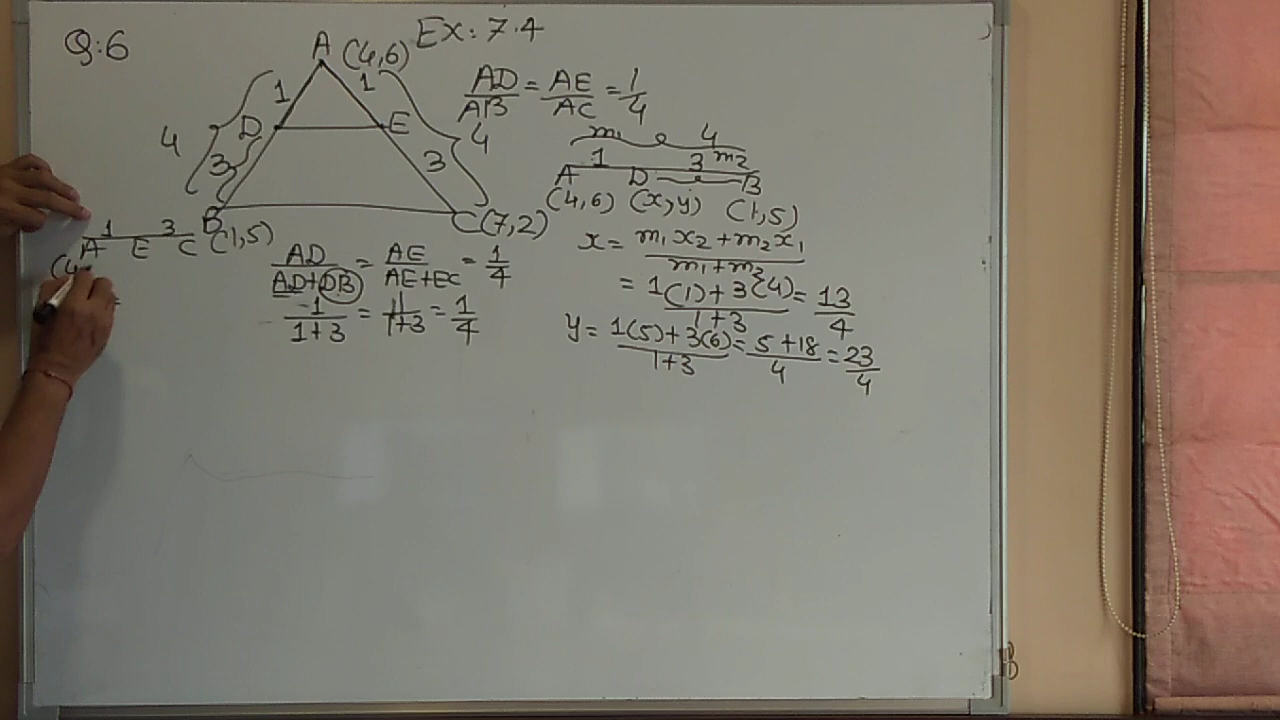 Q:6
Ex: 7.4
A (4,6)
1 1
D E
4 3 3 4
B (1,5) C (7,2)
AD/AB = AE/AC = 1/4
m1 4
1 3 m2
A D B
(4,6) (x,y) (1,5)
x = m1x2 + m2x1 / m1+m2
= 1(1)+3(4) / 1+3 = 13/4
y = 1(5)+3(6) / 1+3 = 5+18 / 4 = 23/4
1 3
A E C
(4
AD / AD+DB = AE / AE+EC = 1/4
1 / 1+3 = 1 / 1+3 = 1/4